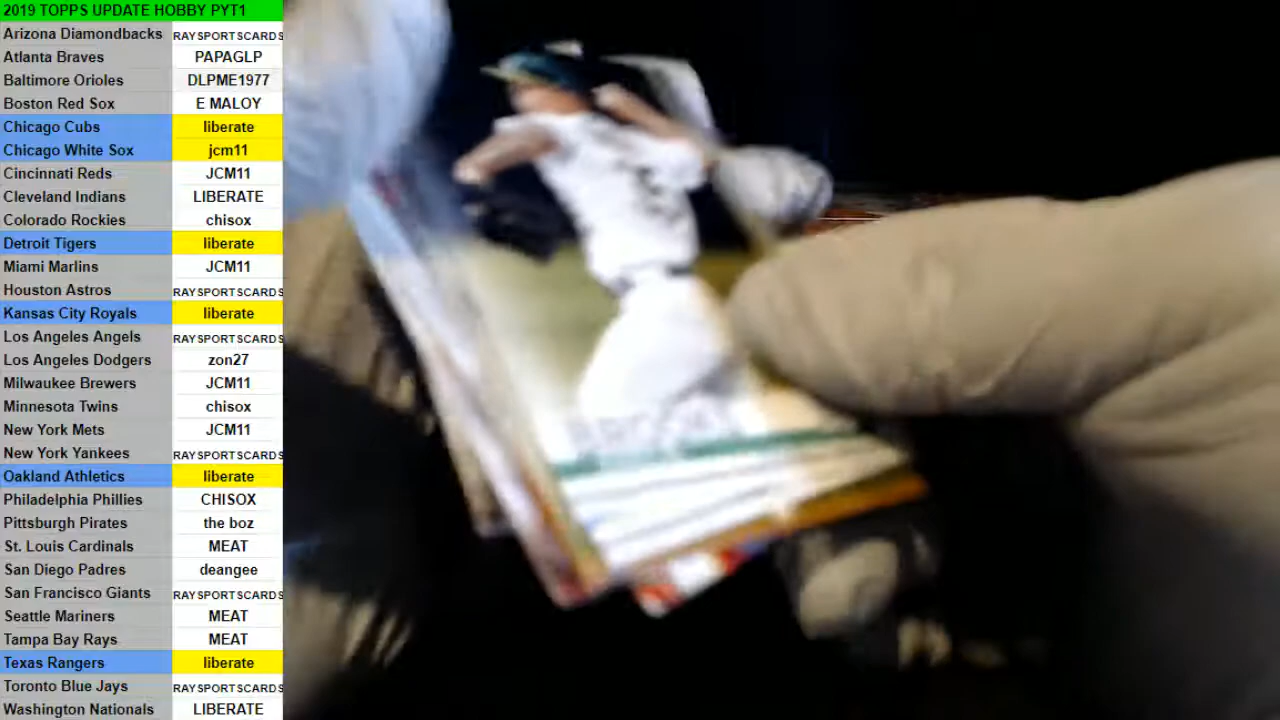 2019 TOPPS UPDATE HOBBY PYT1
Arizona Diamondbacks RAYSPORTSCARDS
Atlanta Braves PAPAGLP
Baltimore Orioles DLPME1977
Boston Red Sox E MALOY
Chicago Cubs liberate
Chicago White Sox jcm11
Cincinnati Reds JCM11
Cleveland Indians LIBERATE
Colorado Rockies chisox
Detroit Tigers liberate
Miami Marlins JCM11
Houston Astros RAYSPORTSCARDS
Kansas City Royals liberate
Los Angeles Angels RAYSPORTSCARDS
Los Angeles Dodgers zon27
Milwaukee Brewers JCM11
Minnesota Twins chisox
New York Mets JCM11
New York Yankees RAYSPORTSCARDS
Oakland Athletics liberate
Philadelphia Phillies CHISOX
Pittsburgh Pirates the boz
St. Louis Cardinals MEAT
San Diego Padres deangee
San Francisco Giants RAYSPORTSCARDS
Seattle Mariners MEAT
Tampa Bay Rays MEAT
Texas Rangers liberate
Toronto Blue Jays RAYSPORTSCARDS
Washington Nationals LIBERATE